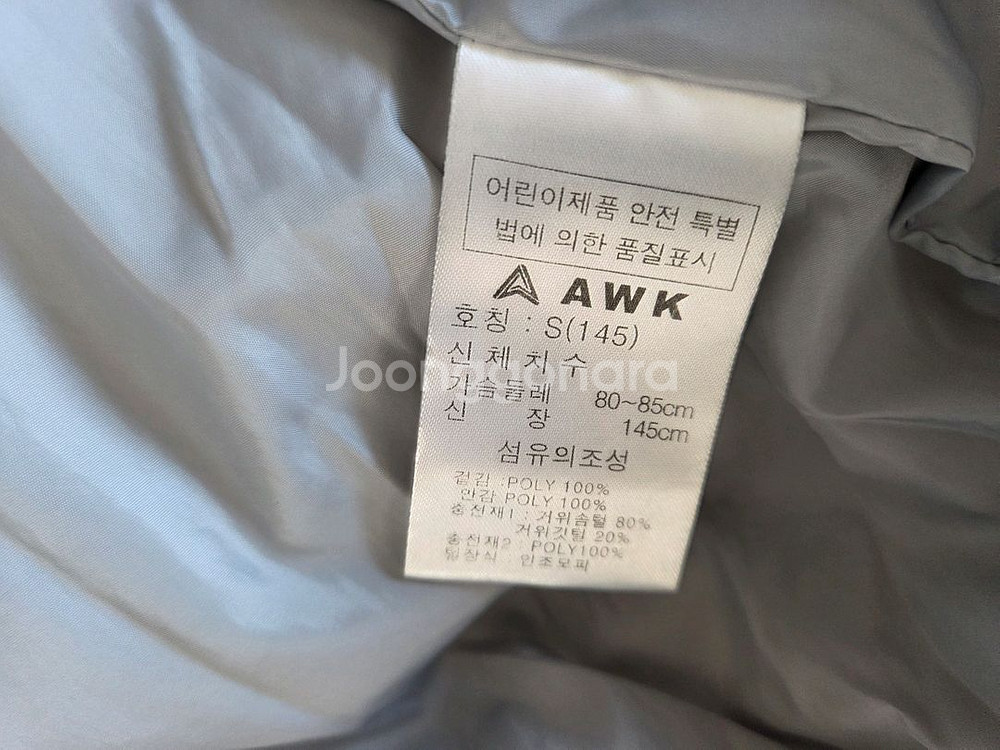 어린이제품 안전 특별
법에 의한 품질표시
AWK
호칭 : S(145)
신체치수
Joonggonara
가슴둘레 80~85cm
신 장 145cm
섬유의조성
겉감 :POLY 100%
안감 POLY 100%
충전재1 : 거위솜털 80%
거위깃털 20%
충전재2 : POLY100%
팀장식 : 인조모피